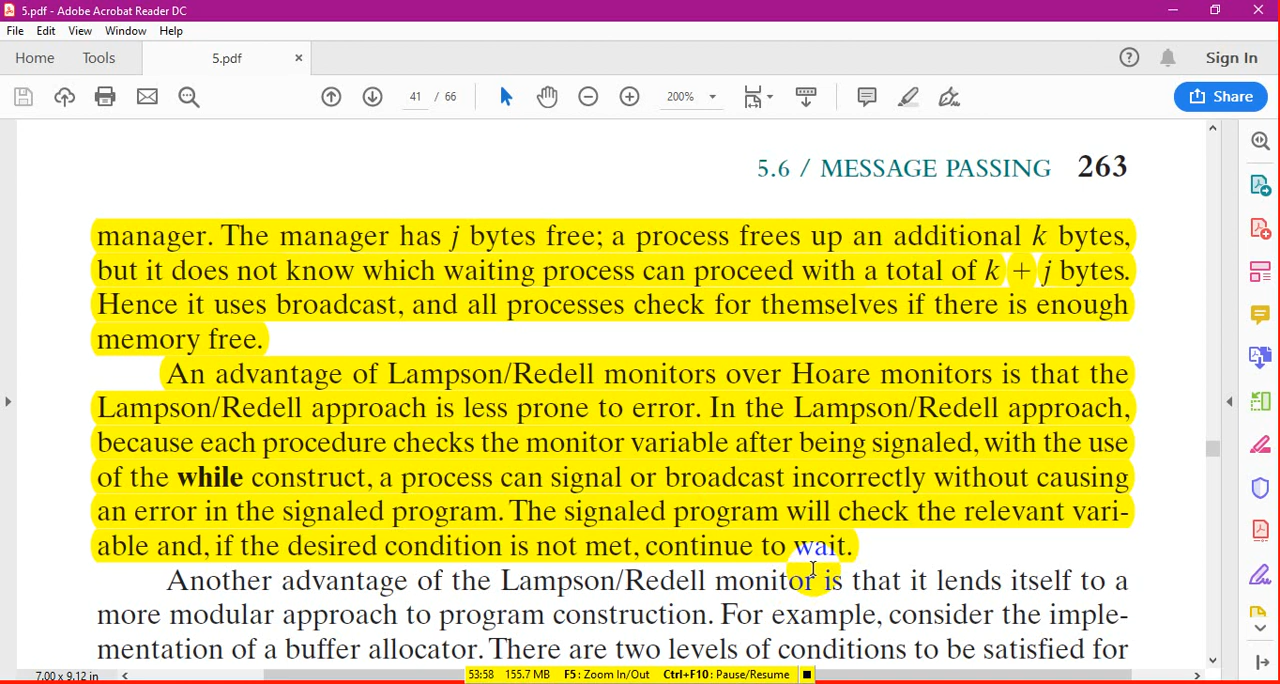 5.pdf - Adobe Acrobat Reader DC
File Edit View Window Help
Home Tools 5.pdf × Sign In
41 / 66 200% Share
5.6 / MESSAGE PASSING 263
manager. The manager has j bytes free; a process frees up an additional k bytes,
but it does not know which waiting process can proceed with a total of k + j bytes.
Hence it uses broadcast, and all processes check for themselves if there is enough
memory free.
An advantage of Lampson/Redell monitors over Hoare monitors is that the
Lampson/Redell approach is less prone to error. In the Lampson/Redell approach,
because each procedure checks the monitor variable after being signaled, with the use
of the while construct, a process can signal or broadcast incorrectly without causing
an error in the signaled program. The signaled program will check the relevant vari-
able and, if the desired condition is not met, continue to wait.
Another advantage of the Lampson/Redell monitor is that it lends itself to a
more modular approach to program construction. For example, consider the imple-
mentation of a buffer allocator. There are two levels of conditions to be satisfied for
7.00 x 9.12 in
53:58 155.7 MB F5: Zoom In/Out Ctrl+F10: Pause/Resume